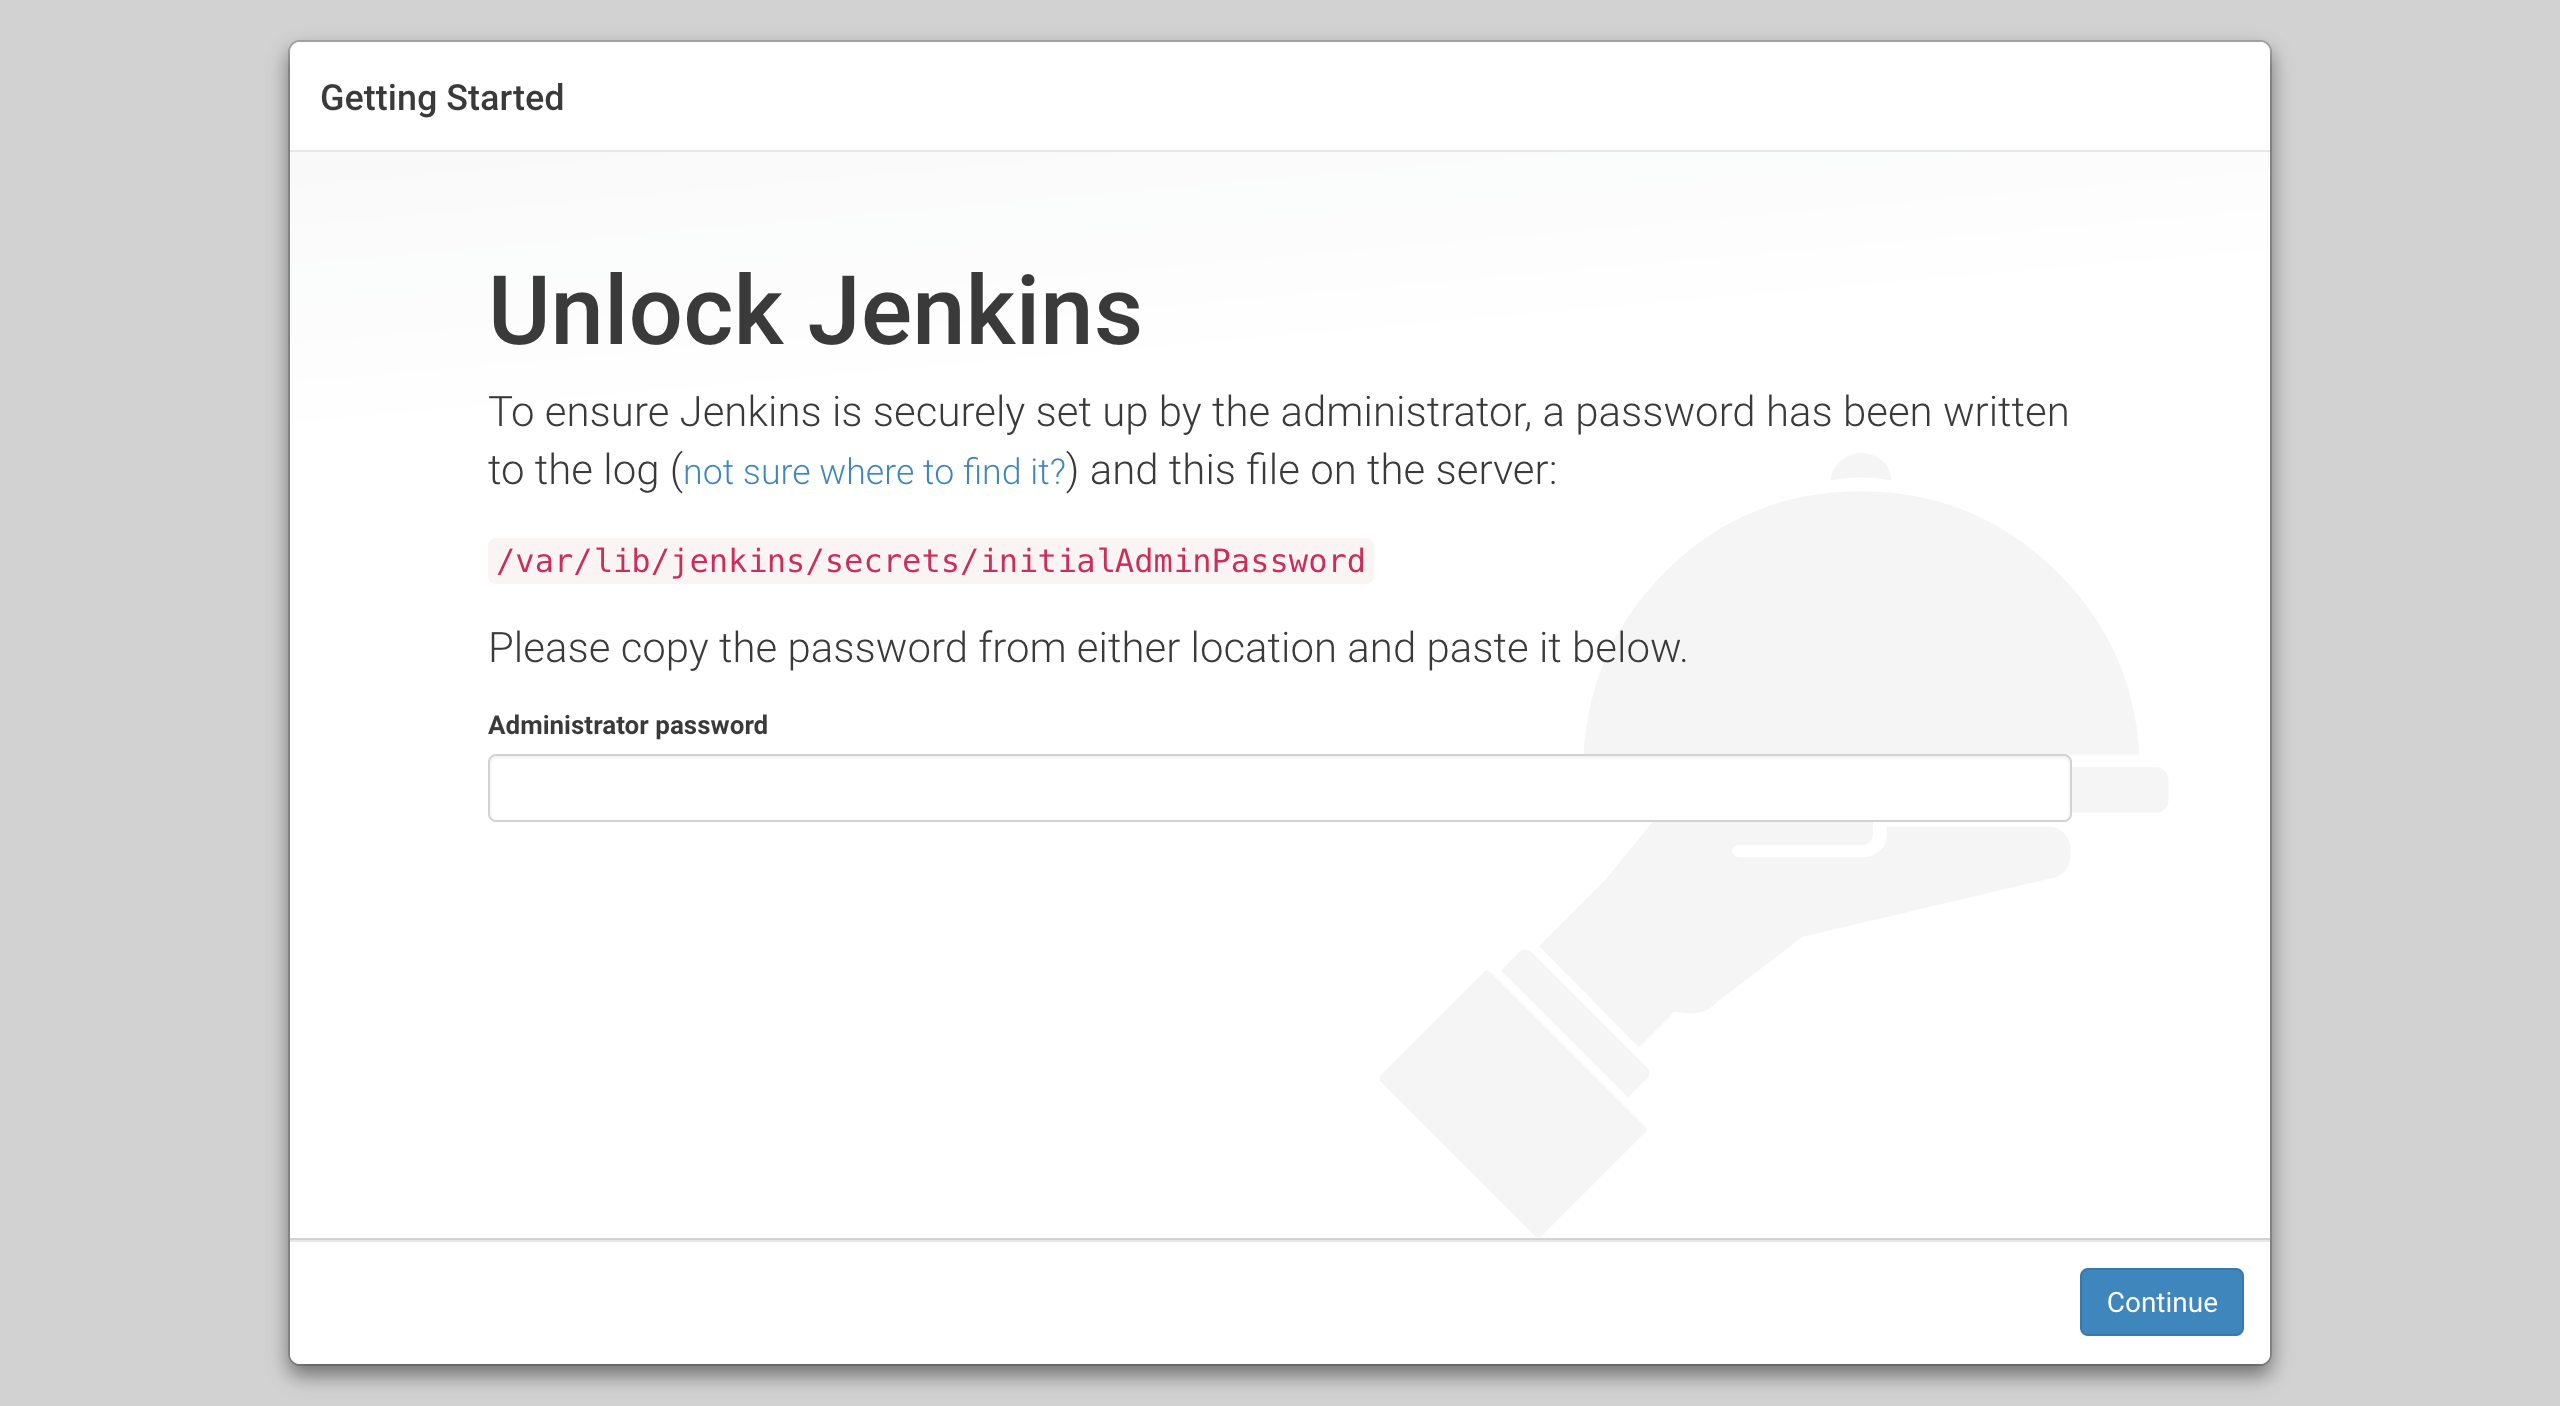 Getting Started
Unlock Jenkins
To ensure Jenkins is securely set up by the administrator, a password has been written
to the log (not sure where to find it?) and this file on the server:
/var/lib/jenkins/secrets/initialAdminPassword
Please copy the password from either location and paste it below.
Administrator password
Continue